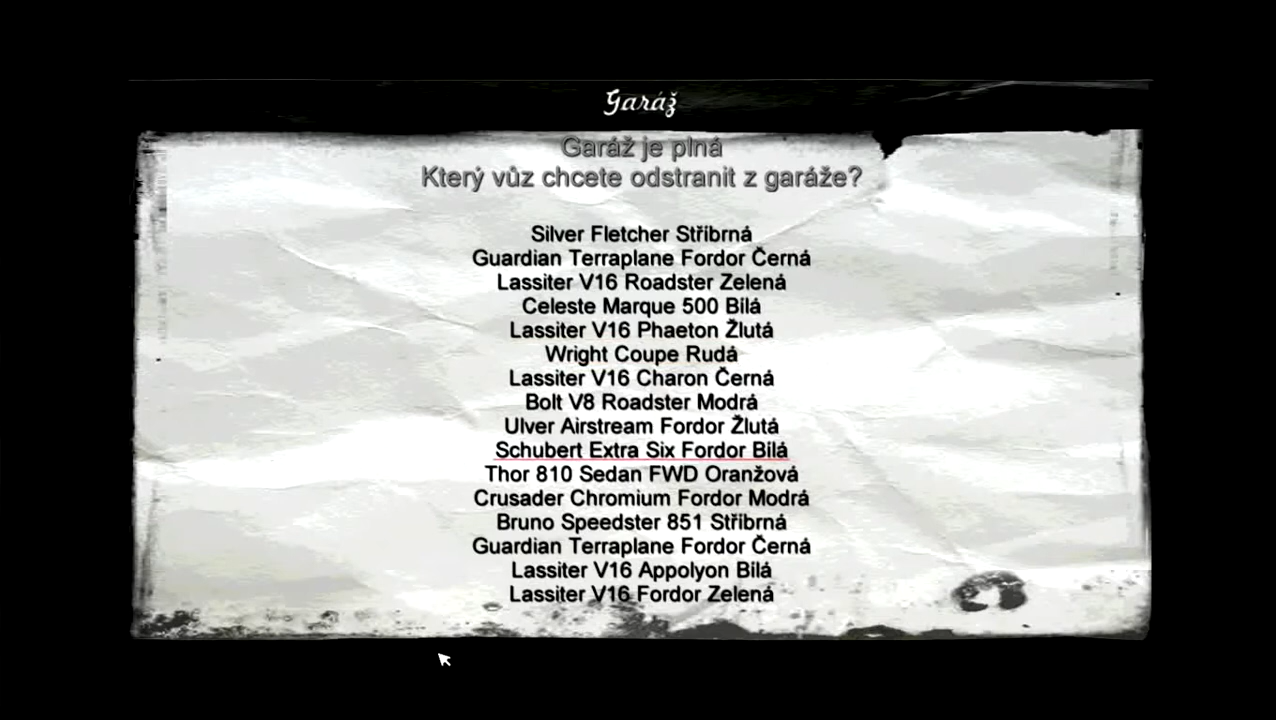 Garáž
Garáž je plná
Který vůz chcete odstranit z garáže?
Silver Fletcher Stříbrná
Guardian Terraplane Fordor Černá
Lassiter V16 Roadster Zelená
Celeste Marque 500 Bílá
Lassiter V16 Phaeton Žlutá
Wright Coupe Rudá
Lassiter V16 Charon Černá
Bolt V8 Roadster Modrá
Ulver Airstream Fordor Žlutá
Schubert Extra Six Fordor Bílá
Thor 810 Sedan FWD Oranžová
Crusader Chromium Fordor Modrá
Bruno Speedster 851 Stříbrná
Guardian Terraplane Fordor Černá
Lassiter V16 Appolyon Bílá
Lassiter V16 Fordor Zelená